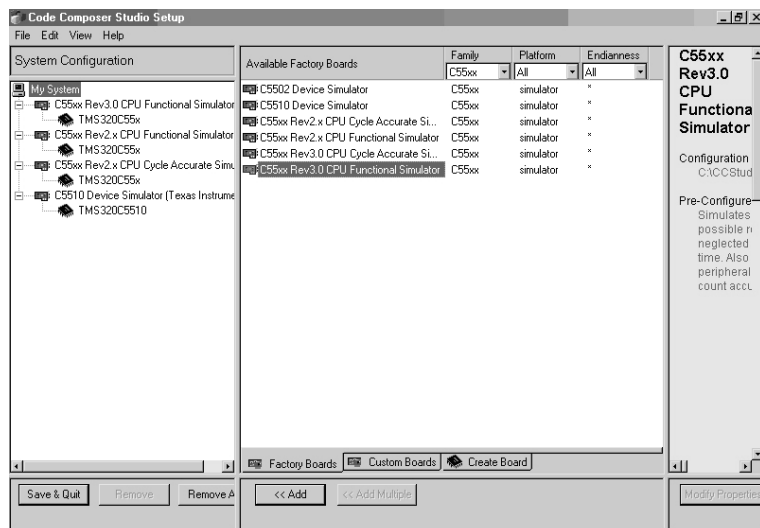 Code Composer Studio Setup
File Edit View Help
System Configuration
My System
C55xx Rev3.0 CPU Functional Simulator
TMS320C55x
C55xx Rev2.x CPU Functional Simulator
TMS320C55x
C55xx Rev2.x CPU Cycle Accurate Simu
TMS320C55x
C5510 Device Simulator (Texas Instrume
TMS320C5510
Save & Quit Remove Remove A
Available Factory Boards Family Platform Endianness
C55xx All All
C5502 Device Simulator C55xx simulator *
C5510 Device Simulator C55xx simulator *
C55xx Rev2.x CPU Cycle Accurate Si... C55xx simulator *
C55xx Rev2.x CPU Functional Simulator C55xx simulator *
C55xx Rev3.0 CPU Cycle Accurate Si... C55xx simulator *
C55xx Rev3.0 CPU Functional Simulator C55xx simulator *
Factory Boards Custom Boards Create Board
<< Add << Add Multiple
C55xx
Rev3.0
CPU
Functiona
Simulator
Configuration
C:\CCStud
Pre-Configure
Simulates
possible re
neglected
time. Also
peripheral
count accu
Modify Properties